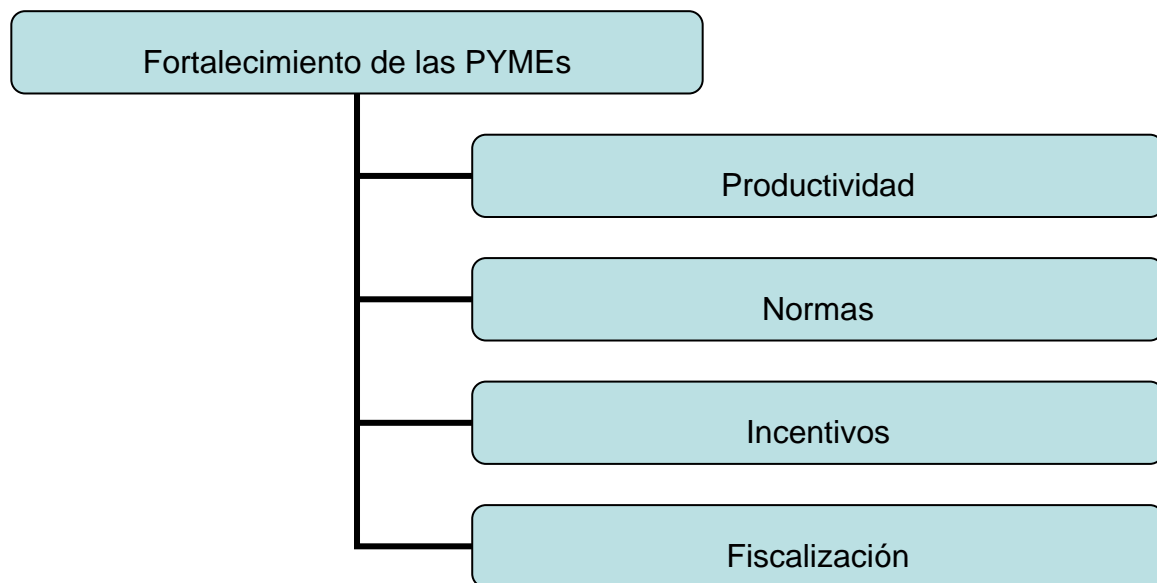 Fortalecimiento de las PYMEs
Productividad
Normas
Incentivos
Fiscalización